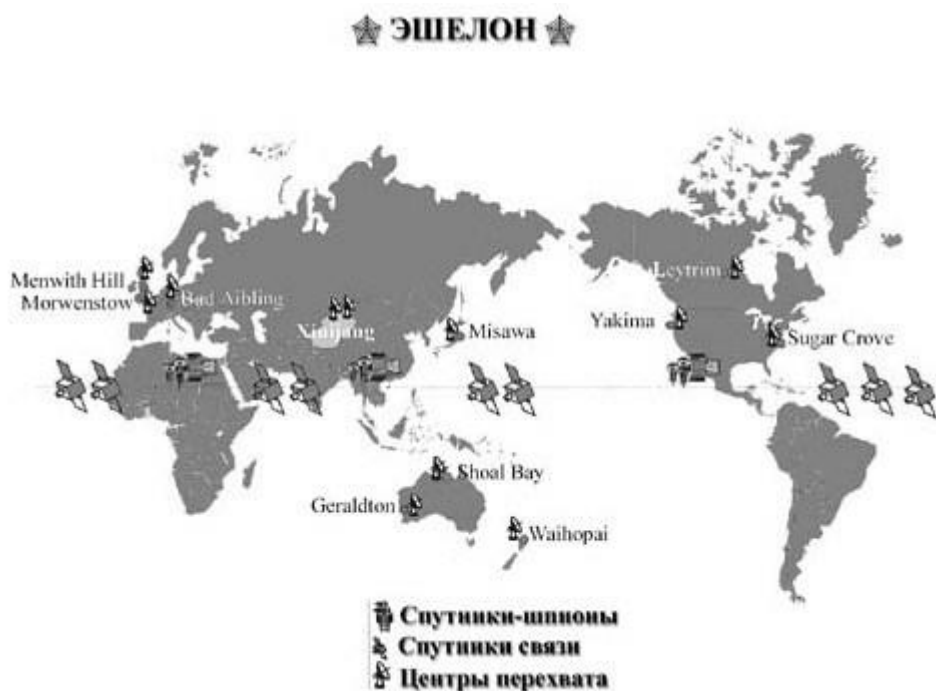 ЭШЕЛОН
Menwith Hill
Morwenstow
Bad Aibling
Xinjiang
Misawa
Leytrim
Yakima
Sugar Crove
Shoal Bay
Geraldton
Waihopai
Спутники-шпионы
Спутники связи
Центры перехвата